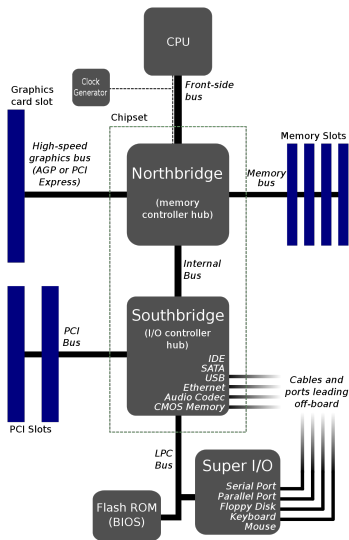 CPU
Clock
Generator
Front-side
bus
Graphics
card slot
Chipset
High-speed
graphics bus
(AGP or PCI
Express)
Northbridge
(memory
controller hub)
Memory
bus
Memory Slots
Internal
Bus
PCI
Bus
PCI Slots
Southbridge
(I/O controller
hub)
IDE
SATA
USB
Ethernet
Audio Codec
CMOS Memory
Cables and
ports leading
off-board
LPC
Bus
Super I/O
Serial Port
Parallel Port
Floppy Disk
Keyboard
Mouse
Flash ROM
(BIOS)